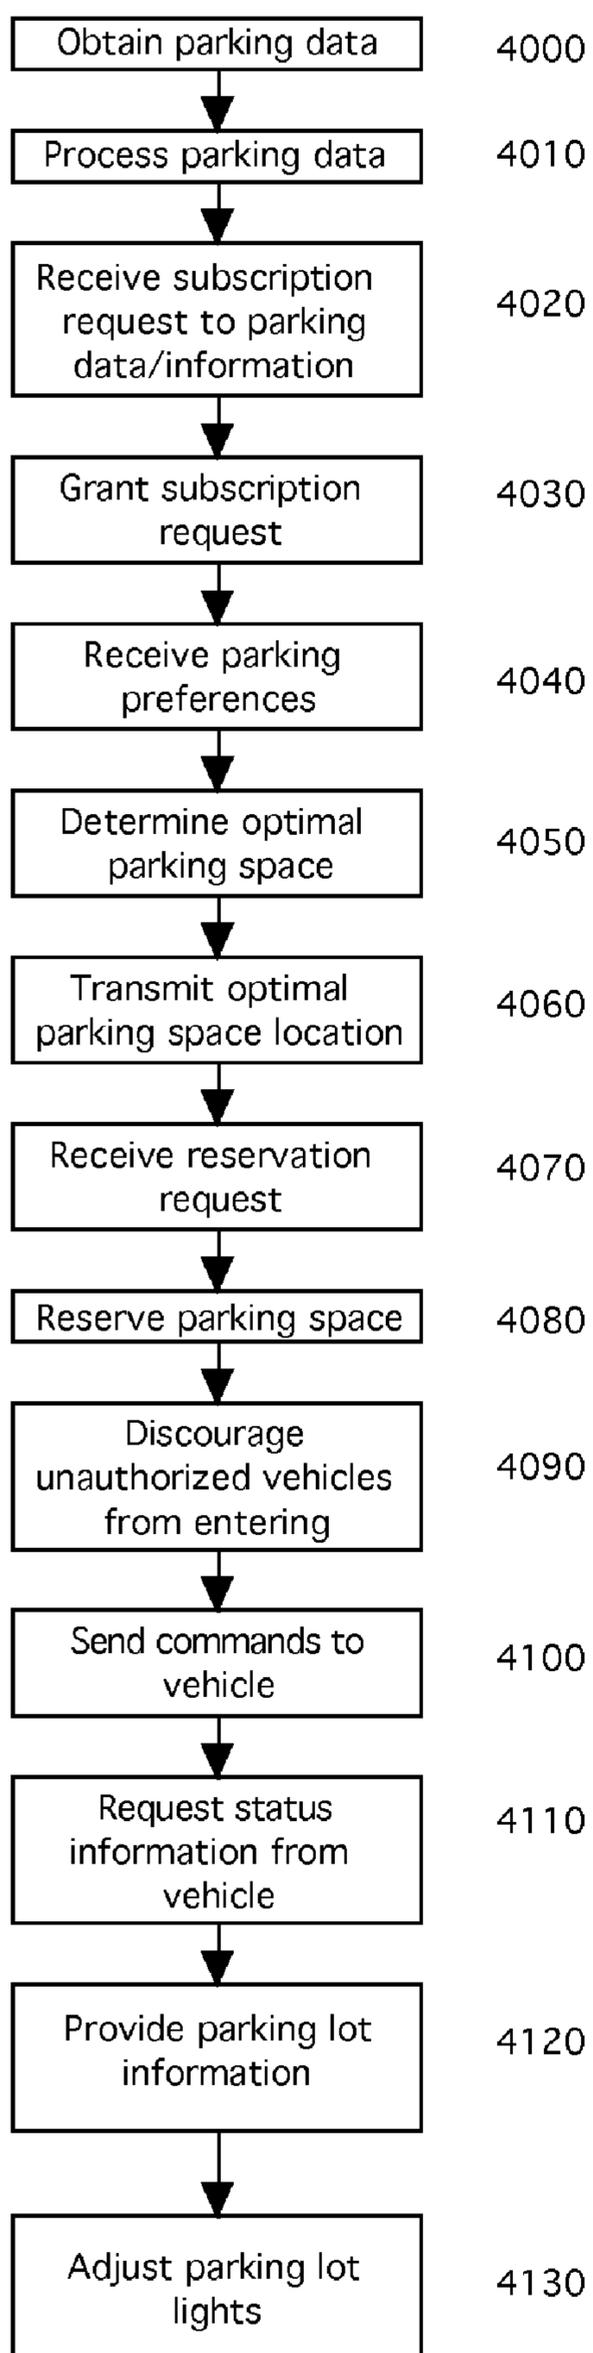 Obtain parking data
4000
Process parking data
4010
Receive subscription
request to parking
data/information
4020
Grant subscription
request
4030
Receive parking
preferences
4040
Determine optimal
parking space
4050
Transmit optimal
parking space location
4060
Receive reservation
request
4070
Reserve parking space
4080
Discourage
unauthorized vehicles
from entering
4090
Send commands to
vehicle
4100
Request status
information from
vehicle
4110
Provide parking lot
information
4120
Adjust parking lot
lights
4130